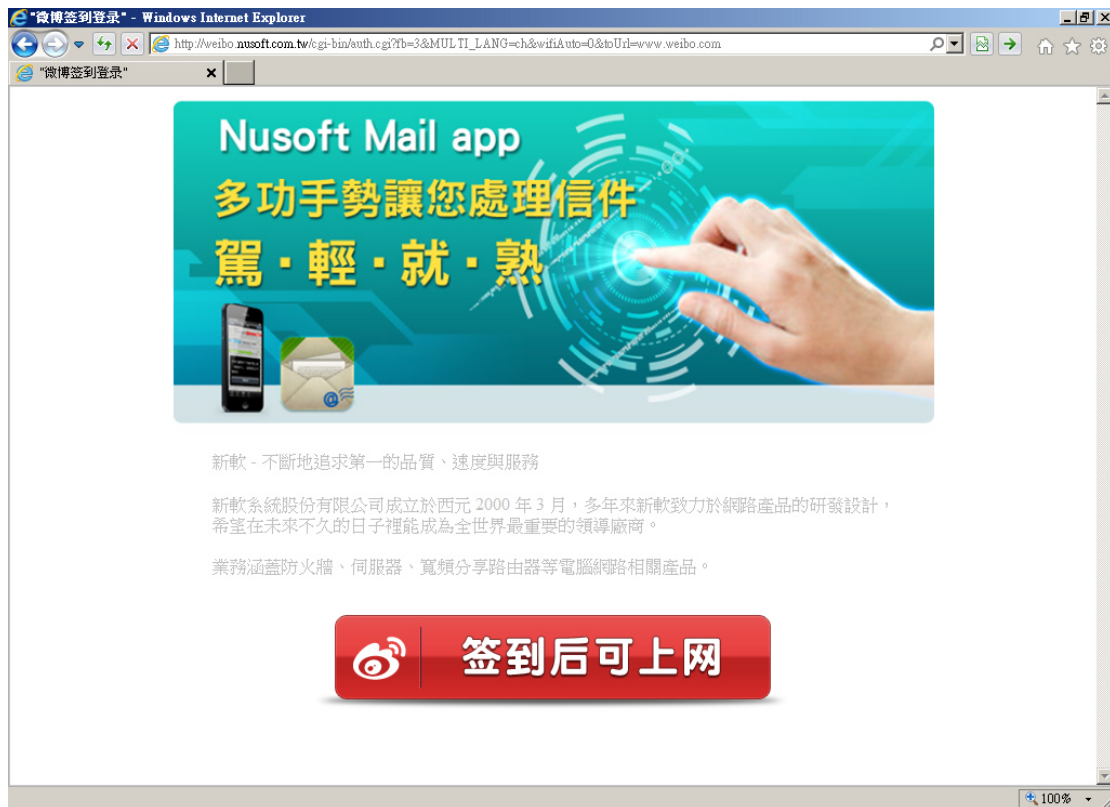 "微博签到登录" - Windows Internet Explorer
http://weibo.nusoft.com.tw/cgi-bin/auth.cgi?fb=3&MULTI_LANG=ch&wifiAuto=0&toUrl=www.weibo.com
"微博签到登录"
Nusoft Mail app
多功手勢讓您處理信件
駕·輕·就·熟
新軟 - 不斷地追求第一的品質、速度與服務
新軟系統股份有限公司成立於西元 2000 年 3 月，多年來新軟致力於網路產品的研發設計，
希望在未來不久的日子裡能成為全世界最重要的領導廠商。
業務涵蓋防火牆、伺服器、寬頻分享路由器等電腦網路相關產品。
签到后可上网
100%